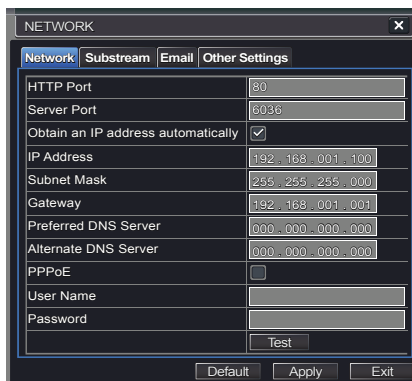 NETWORK X
Network Substream Email Other Settings
HTTP Port 80
Server Port 6036
Obtain an IP address automatically
IP Address 192 . 168 . 001 . 100
Subnet Mask 255 . 255 . 255 . 000
Gateway 192 . 168 . 001 . 001
Preferred DNS Server 000 . 000 . 000 . 000
Alternate DNS Server 000 . 000 . 000 . 000
PPPoE
User Name
Password
Test
Default Apply Exit